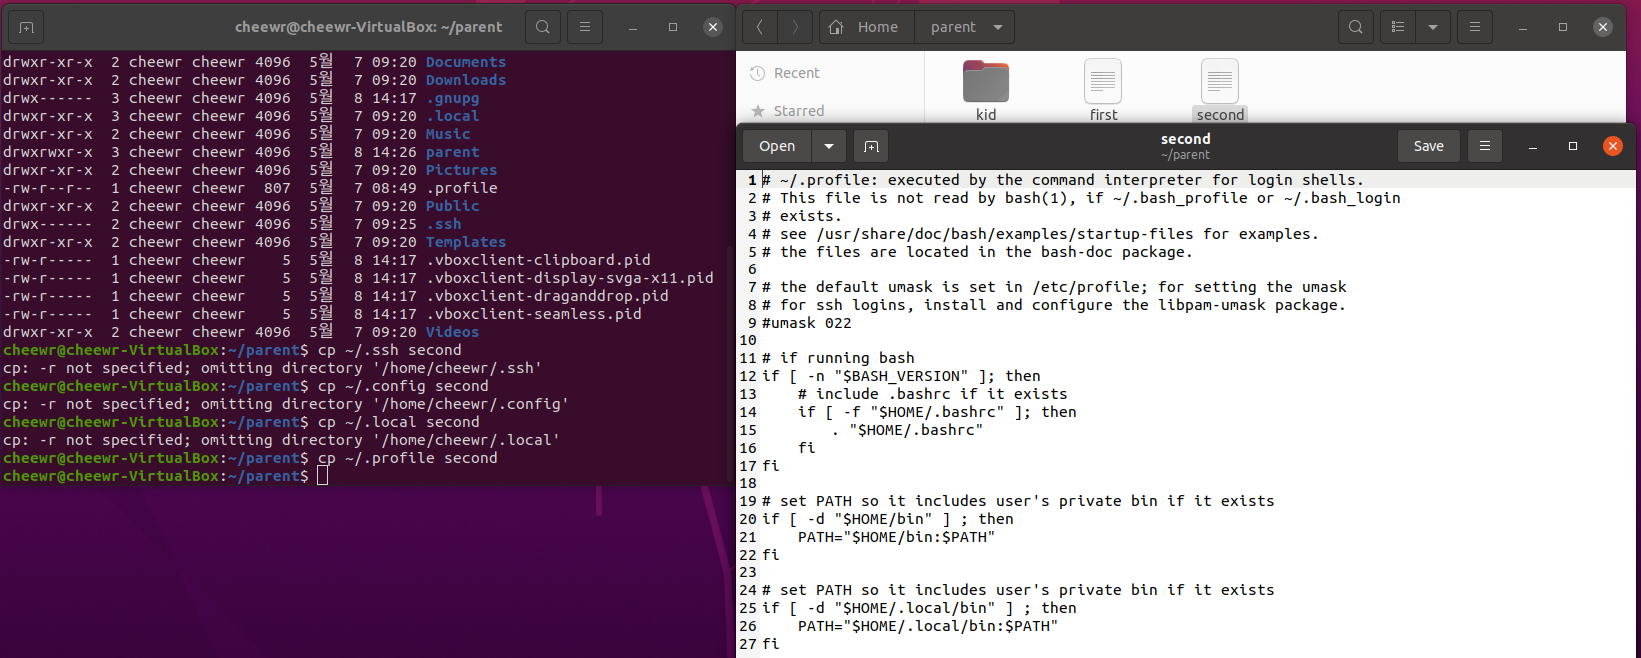 cheewr@cheewr-VirtualBox: ~/parent
drwxr-xr-x  2 cheewr cheewr 4096  5월   7 09:20 Documents
drwxr-xr-x  2 cheewr cheewr 4096  5월   7 09:20 Downloads
drwx------  3 cheewr cheewr 4096  5월   8 14:17 .gnupg
drwxr-xr-x  3 cheewr cheewr 4096  5월   7 09:20 .local
drwxr-xr-x  2 cheewr cheewr 4096  5월   7 09:20 Music
drwxrwxr-x  3 cheewr cheewr 4096  5월   8 14:26 parent
drwxr-xr-x  2 cheewr cheewr 4096  5월   7 09:20 Pictures
-rw-r--r--  1 cheewr cheewr  807  5월   7 08:49 .profile
drwxr-xr-x  2 cheewr cheewr 4096  5월   7 09:20 Public
drwx------  2 cheewr cheewr 4096  5월   7 09:25 .ssh
drwxr-xr-x  2 cheewr cheewr 4096  5월   7 09:20 Templates
-rw-r-----  1 cheewr cheewr    5  5월   8 14:17 .vboxclient-clipboard.pid
-rw-r-----  1 cheewr cheewr    5  5월   8 14:17 .vboxclient-display-svga-x11.pid
-rw-r-----  1 cheewr cheewr    5  5월   8 14:17 .vboxclient-draganddrop.pid
-rw-r-----  1 cheewr cheewr    5  5월   8 14:17 .vboxclient-seamless.pid
drwxr-xr-x  2 cheewr cheewr 4096  5월   7 09:20 Videos
cheewr@cheewr-VirtualBox:~/parent$ cp ~/.ssh second
cp: -r not specified; omitting directory '/home/cheewr/.ssh'
cheewr@cheewr-VirtualBox:~/parent$ cp ~/.config second
cp: -r not specified; omitting directory '/home/cheewr/.config'
cheewr@cheewr-VirtualBox:~/parent$ cp ~/.local second
cp: -r not specified; omitting directory '/home/cheewr/.local'
cheewr@cheewr-VirtualBox:~/parent$ cp ~/.profile second
cheewr@cheewr-VirtualBox:~/parent$
Home parent
Recent
Starred
kid first second
Open second Save
~/parent
1 # ~/.profile: executed by the command interpreter for login shells.
2 # This file is not read by bash(1), if ~/.bash_profile or ~/.bash_login
3 # exists.
4 # see /usr/share/doc/bash/examples/startup-files for examples.
5 # the files are located in the bash-doc package.
6
7 # the default umask is set in /etc/profile; for setting the umask
8 # for ssh logins, install and configure the libpam-umask package.
9 #umask 022
10
11 # if running bash
12 if [ -n "$BASH_VERSION" ]; then
13     # include .bashrc if it exists
14     if [ -f "$HOME/.bashrc" ]; then
15         . "$HOME/.bashrc"
16     fi
17 fi
18
19 # set PATH so it includes user's private bin if it exists
20 if [ -d "$HOME/bin" ] ; then
21     PATH="$HOME/bin:$PATH"
22 fi
23
24 # set PATH so it includes user's private bin if it exists
25 if [ -d "$HOME/.local/bin" ] ; then
26     PATH="$HOME/.local/bin:$PATH"
27 fi